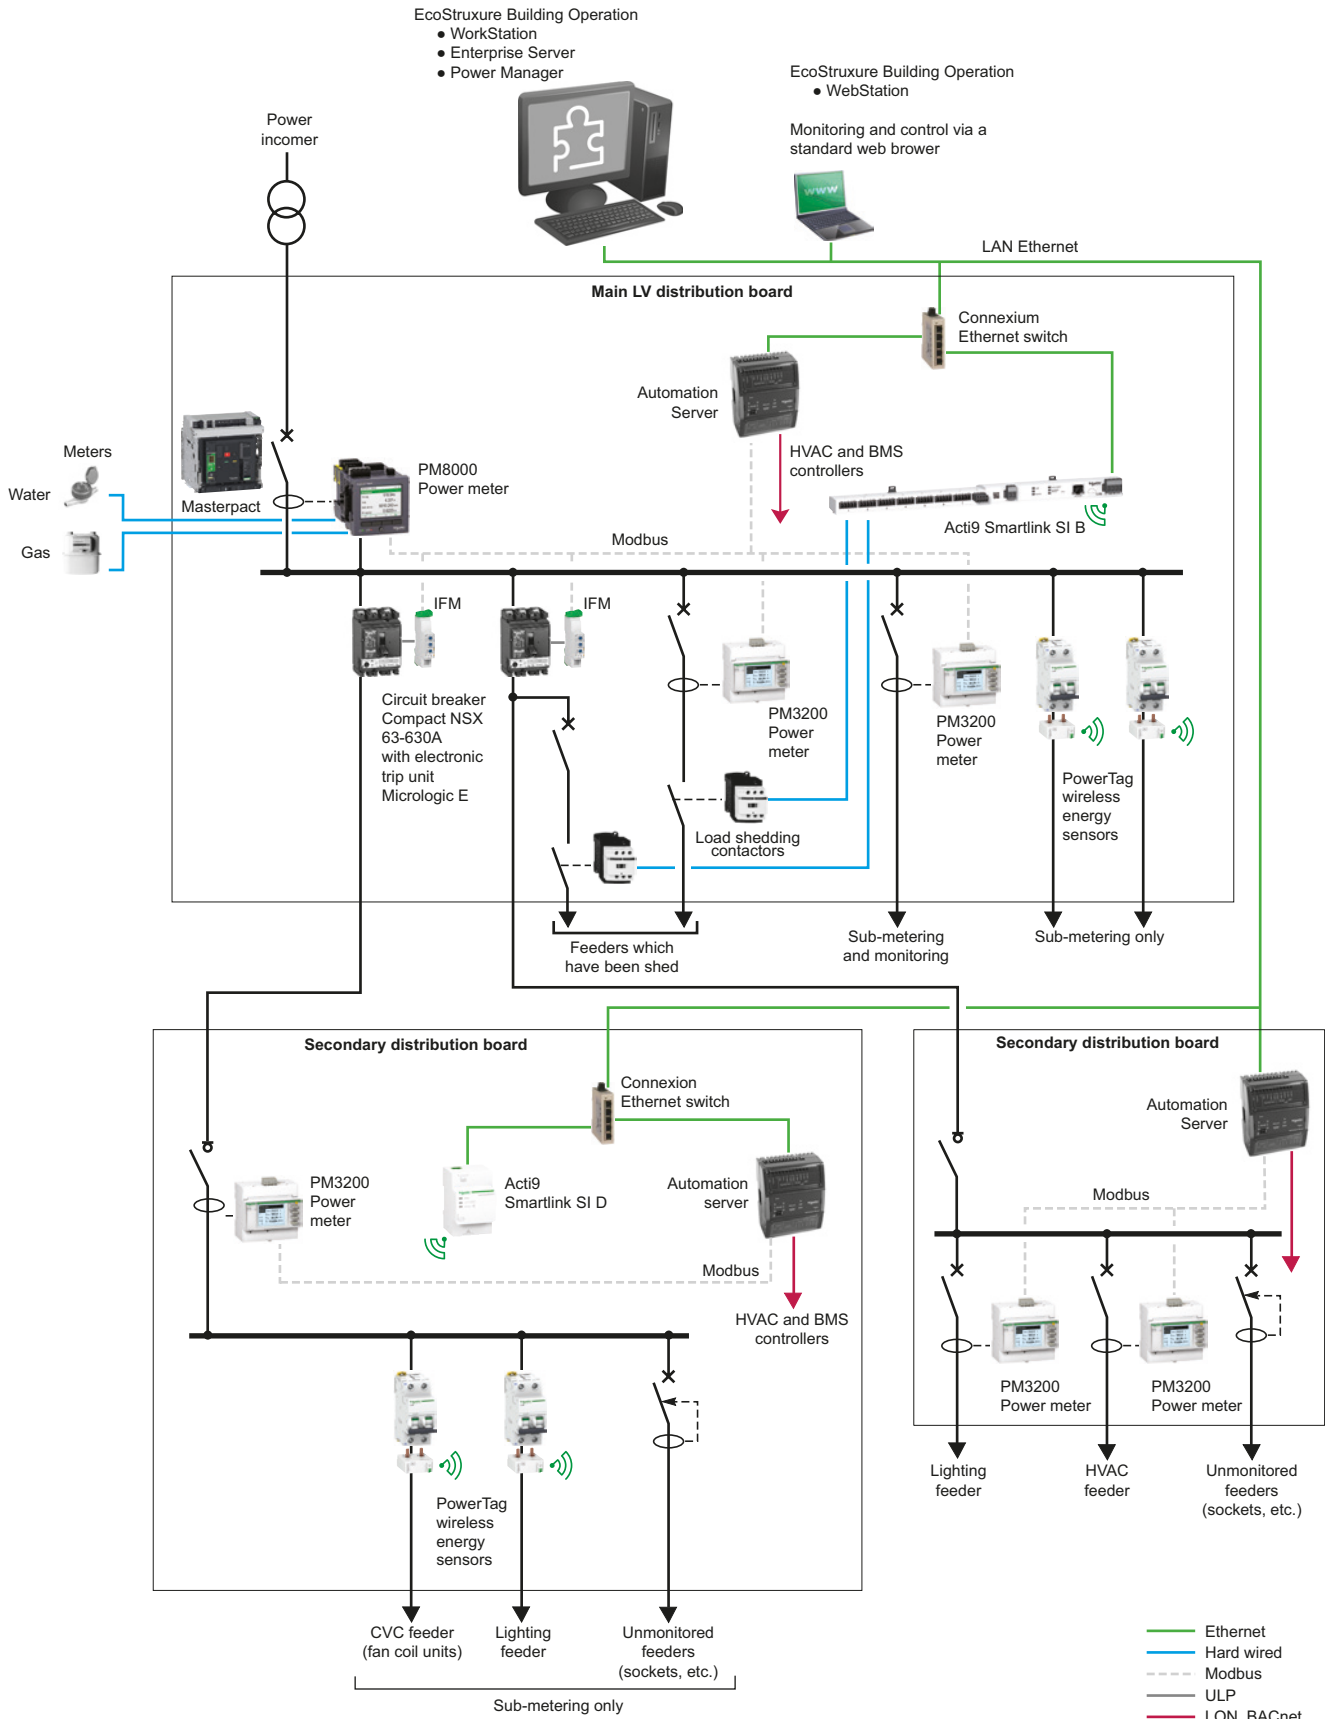 EcoStruxure Building Operation
● WorkStation
● Enterprise Server
● Power Manager
EcoStruxure Building Operation
● WebStation
Monitoring and control via a
standard web brower
Power
incomer
www
LAN Ethernet
Main LV distribution board
Connexium
Ethernet switch
Automation
Server
HVAC and BMS
controllers
Meters
Water
Gas
Masterpact
PM8000
Power meter
Acti9 Smartlink SI B
Modbus
IFM
IFM
Circuit breaker
Compact NSX
63-630A
with electronic
trip unit
Micrologic E
PM3200
Power
meter
PM3200
Power
meter
PowerTag
wireless
energy
sensors
Load shedding
contactors
Feeders which
have been shed
Sub-metering
and monitoring
Sub-metering only
Secondary distribution board
Connexion
Ethernet switch
PM3200
Power
meter
Acti9
Smartlink SI D
Automation
server
Modbus
HVAC and BMS
controllers
PowerTag
wireless
energy
sensors
CVC feeder
(fan coil units)
Lighting
feeder
Unmonitored
feeders
(sockets, etc.)
Sub-metering only
Secondary distribution board
Automation
Server
Modbus
PM3200
Power meter
PM3200
Power meter
Lighting
feeder
HVAC
feeder
Unmonitored
feeders
(sockets, etc.)
Ethernet
Hard wired
Modbus
ULP
LON, BACnet